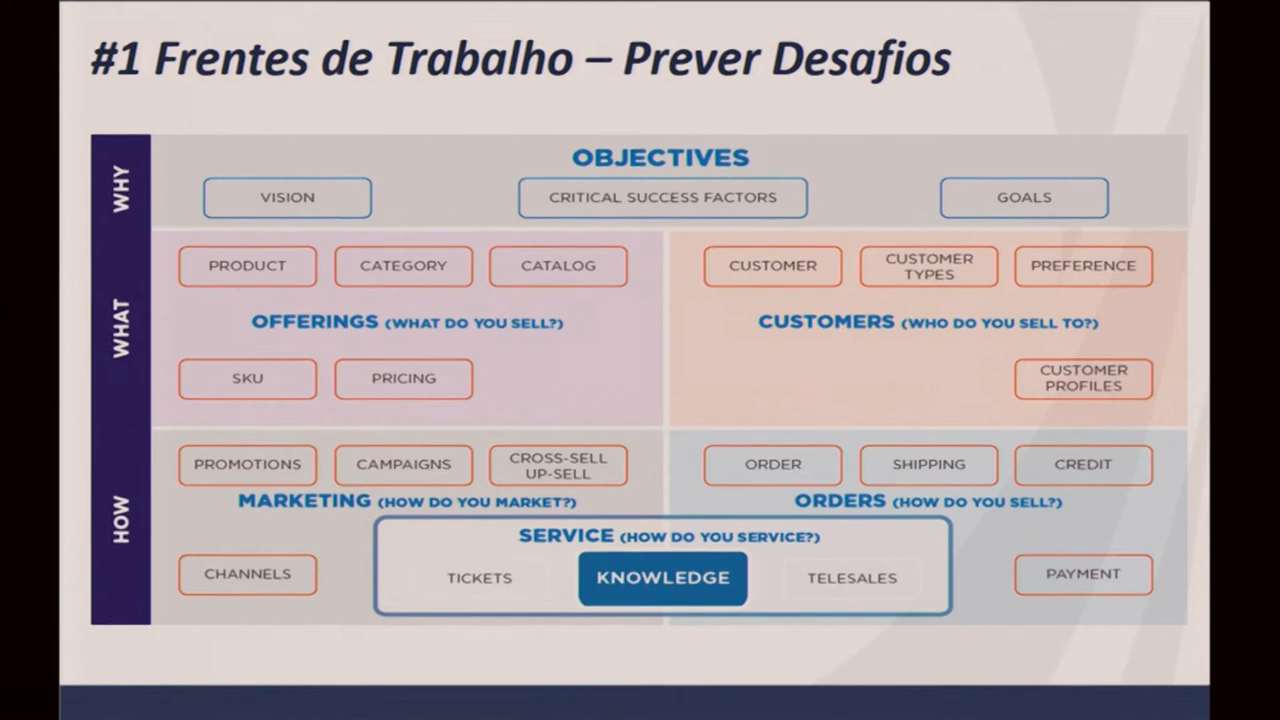 #1 Frentes de Trabalho – Prever Desafios
WHY
OBJECTIVES
VISION
CRITICAL SUCCESS FACTORS
GOALS
WHAT
PRODUCT
CATEGORY
CATALOG
OFFERINGS (WHAT DO YOU SELL?)
SKU
PRICING
CUSTOMER
CUSTOMER
TYPES
PREFERENCE
CUSTOMERS (WHO DO YOU SELL TO?)
CUSTOMER
PROFILES
HOW
PROMOTIONS
CAMPAIGNS
CROSS-SELL
UP-SELL
MARKETING (HOW DO YOU MARKET?)
CHANNELS
ORDER
SHIPPING
CREDIT
ORDERS (HOW DO YOU SELL?)
PAYMENT
SERVICE (HOW DO YOU SERVICE?)
TICKETS
KNOWLEDGE
TELESALES